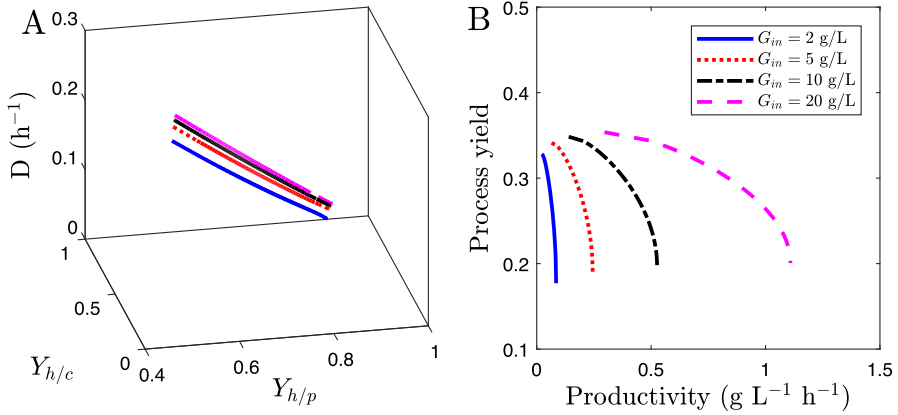 A
0.3
0.2
0.1
0
D (h⁻¹)
1
0.5
0
Y_{h/c}
0.4
0.6
0.8
1
Y_{h/p}
B
0.5
0.4
0.3
0.2
0.1
Process yield
G_{in} = 2 g/L
G_{in} = 5 g/L
G_{in} = 10 g/L
G_{in} = 20 g/L
0
0.5
1
1.5
Productivity (g L⁻¹ h⁻¹)